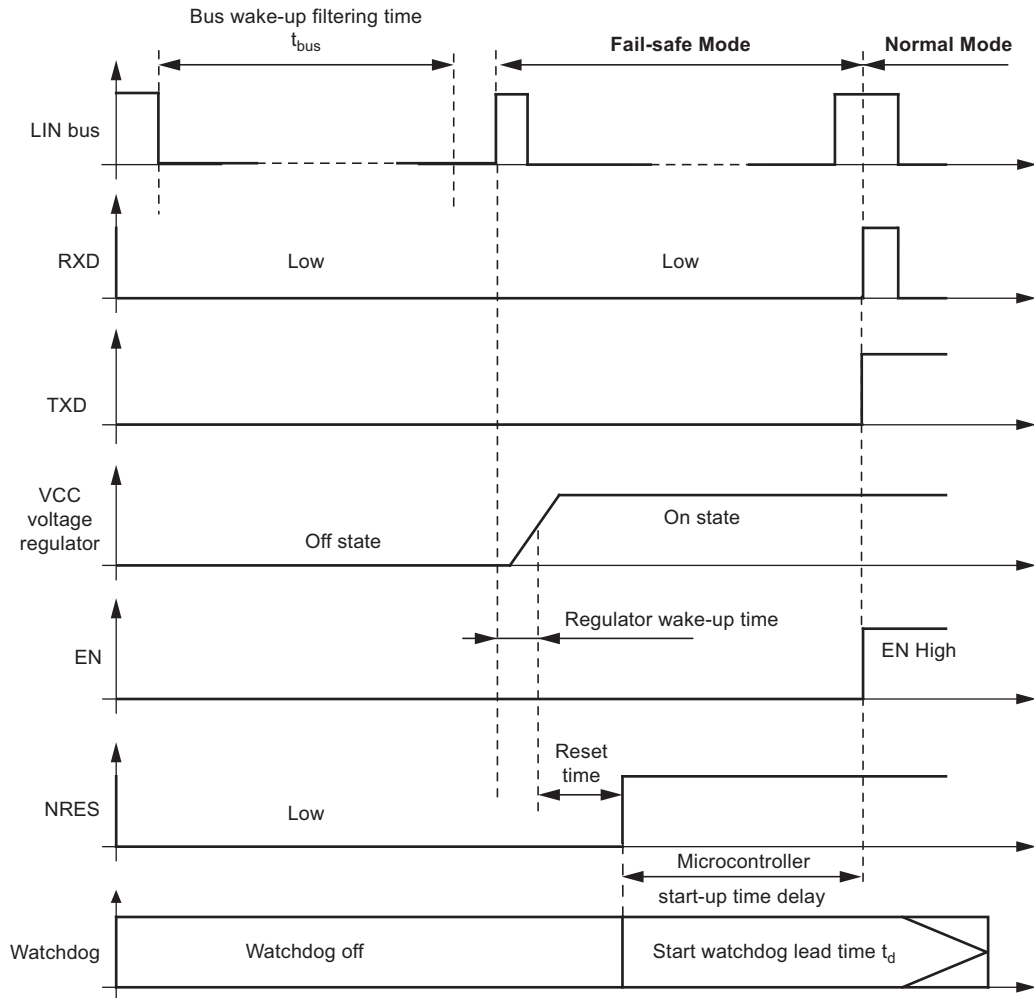 Bus wake-up filtering time
tbus
Fail-safe Mode
Normal Mode
LIN bus
RXD
Low
Low
TXD
VCC
voltage
regulator
Off state
On state
Regulator wake-up time
EN
EN High
Reset
time
NRES
Low
Microcontroller
start-up time delay
Watchdog
Watchdog off
Start watchdog lead time td